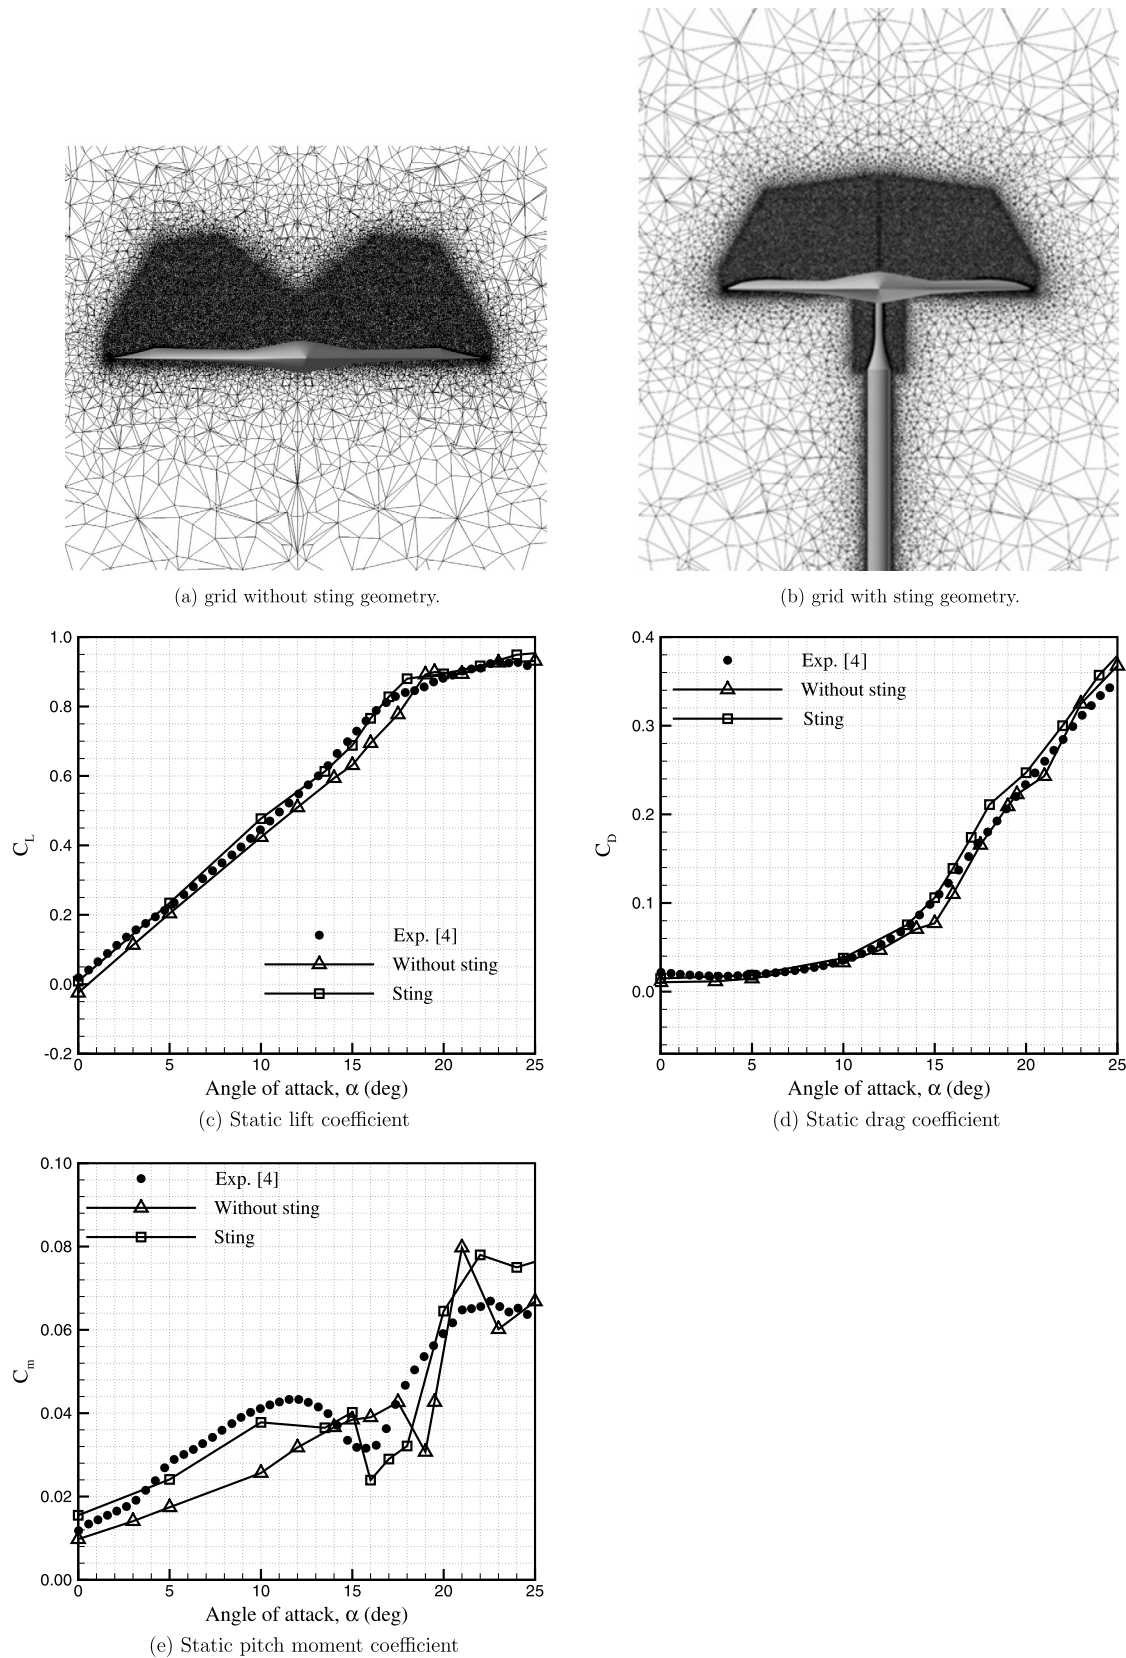 (a) grid without sting geometry.
(b) grid with sting geometry.
1.0
0.8
0.6
0.4
0.2
0.0
-0.2
C_L
Exp. [4]
Without sting
Sting
0 5 10 15 20 25
Angle of attack, α (deg)
(c) Static lift coefficient
0.4
0.3
0.2
0.1
0.0
C_D
Exp. [4]
Without sting
Sting
0 5 10 15 20 25
Angle of attack, α (deg)
(d) Static drag coefficient
0.10
0.08
0.06
0.04
0.02
0.00
C_m
Exp. [4]
Without sting
Sting
0 5 10 15 20 25
Angle of attack, α (deg)
(e) Static pitch moment coefficient